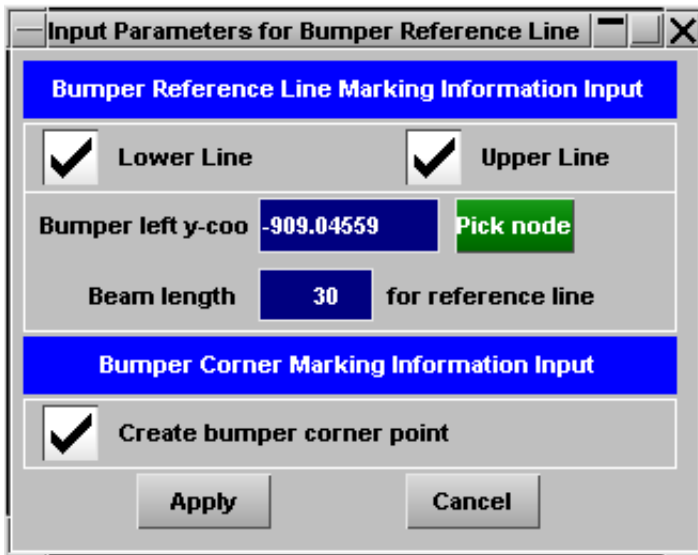 Input Parameters for Bumper Reference Line
Bumper Reference Line Marking Information Input
Lower Line Upper Line
Bumper left y-coo -909.04559 Pick node
Beam length 30 for reference line
Bumper Corner Marking Information Input
Create bumper corner point
Apply Cancel